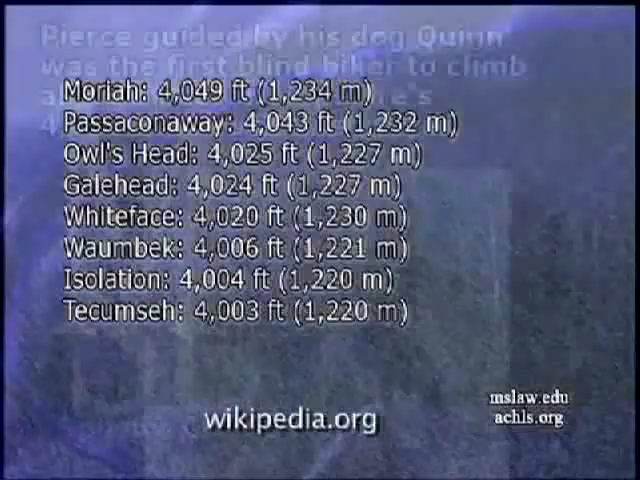 Pierce guided by his dog Quinn
was the first blind hiker to climb
Moriah: 4,049 ft (1,234 m)
Passaconaway: 4,043 ft (1,232 m)
Owl's Head: 4,025 ft (1,227 m)
Galehead: 4,024 ft (1,227 m)
Whiteface: 4,020 ft (1,230 m)
Waumbek: 4,006 ft (1,221 m)
Isolation: 4,004 ft (1,220 m)
Tecumseh: 4,003 ft (1,220 m)
mslaw.edu
achls.org
wikipedia.org